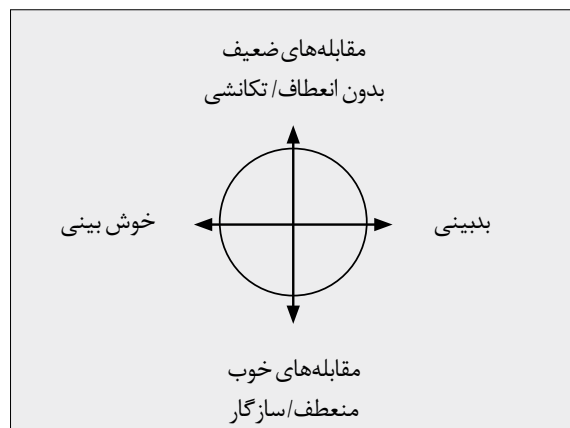 مقابله‌های ضعیف
بدون انعطاف/ تکانشی
بدبینی
خوش بینی
مقابله‌های خوب
منعطف/سازگار